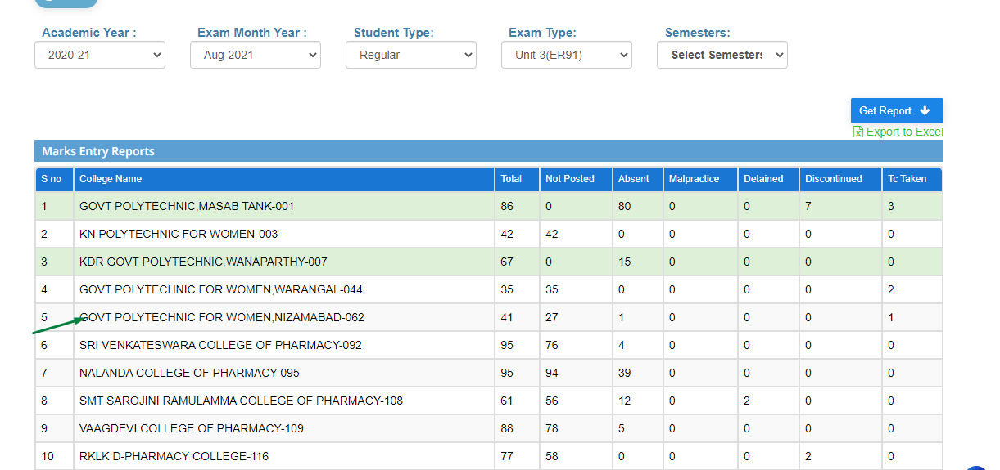 Academic Year : Exam Month Year : Student Type: Exam Type: Semesters:
2020-21 Aug-2021 Regular Unit-3(ER91) Select Semesters
Get Report
Export to Excel
Marks Entry Reports
S no College Name Total Not Posted Absent Malpractice Detained Discontinued Tc Taken
1 GOVT POLYTECHNIC,MASAB TANK-001 86 0 80 0 0 7 3
2 KN POLYTECHNIC FOR WOMEN-003 42 42 0 0 0 0 0
3 KDR GOVT POLYTECHNIC,WANAPARTHY-007 67 0 15 0 0 0 0
4 GOVT POLYTECHNIC FOR WOMEN,WARANGAL-044 35 35 0 0 0 0 2
5 GOVT POLYTECHNIC FOR WOMEN,NIZAMABAD-062 41 27 1 0 0 0 1
6 SRI VENKATESWARA COLLEGE OF PHARMACY-092 95 76 4 0 0 0 0
7 NALANDA COLLEGE OF PHARMACY-095 95 94 39 0 0 0 0
8 SMT SAROJINI RAMULAMMA COLLEGE OF PHARMACY-108 61 56 12 0 2 0 0
9 VAAGDEVI COLLEGE OF PHARMACY-109 88 78 5 0 0 0 0
10 RKLK D-PHARMACY COLLEGE-116 77 58 0 0 0 2 0